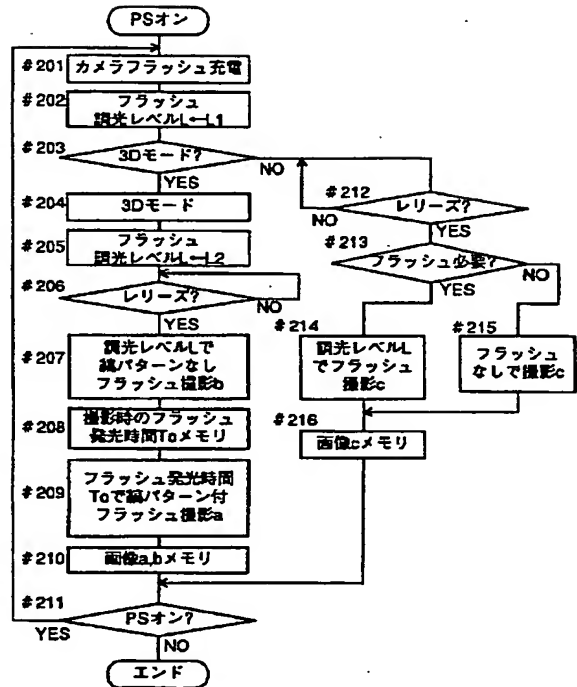 PSオン
#201
カメラフラッシュ充電
#202
フラッシュ
調光レベルL←L1
#203
3Dモード?
NO
YES
#204
3Dモード
#205
フラッシュ
調光レベルL←L2
#206
レリーズ?
NO
YES
#207
調光レベルLで
縞パターンなし
フラッシュ撮影b
#208
撮影時のフラッシュ
発光時間Tcメモリ
#209
フラッシュ発光時間
Tcで縞パターン付
フラッシュ撮影a
#210
画像a,bメモリ
#211
PSオン?
YES
NO
エンド
#212
レリーズ?
NO
YES
#213
フラッシュ必要?
NO
YES
#214
調光レベルL
でフラッシュ
撮影c
#215
フラッシュ
なしで撮影c
#216
画像cメモリ